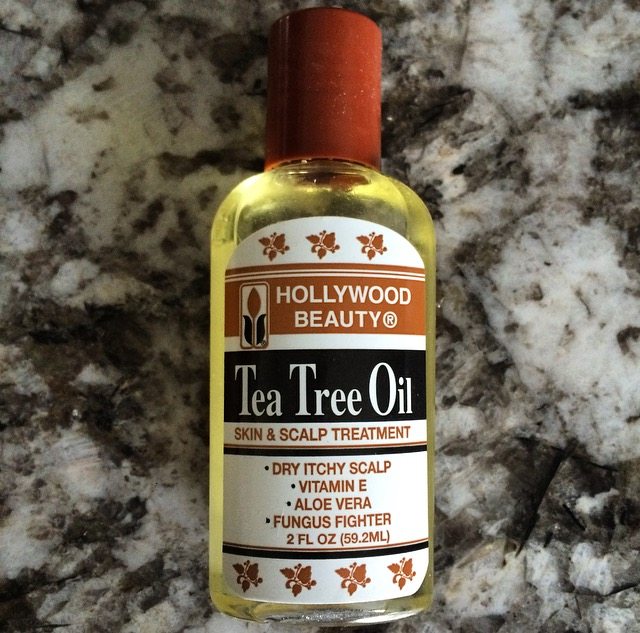 HOLLYWOOD
BEAUTY®
Tea Tree Oil
SKIN & SCALP TREATMENT
• DRY ITCHY SCALP
• VITAMIN E
• ALOE VERA
• FUNGUS FIGHTER
2 FL OZ (59.2ML)